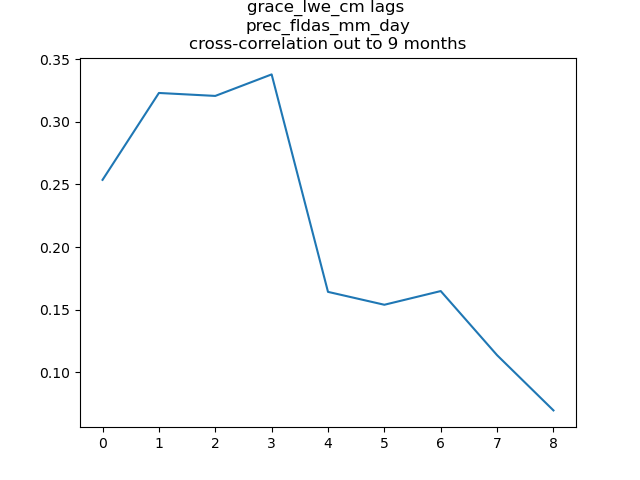 grace_lwe_cm lags
prec_fldas_mm_day
cross-correlation out to 9 months
0.35
0.30
0.25
0.20
0.15
0.10
0 1 2 3 4 5 6 7 8